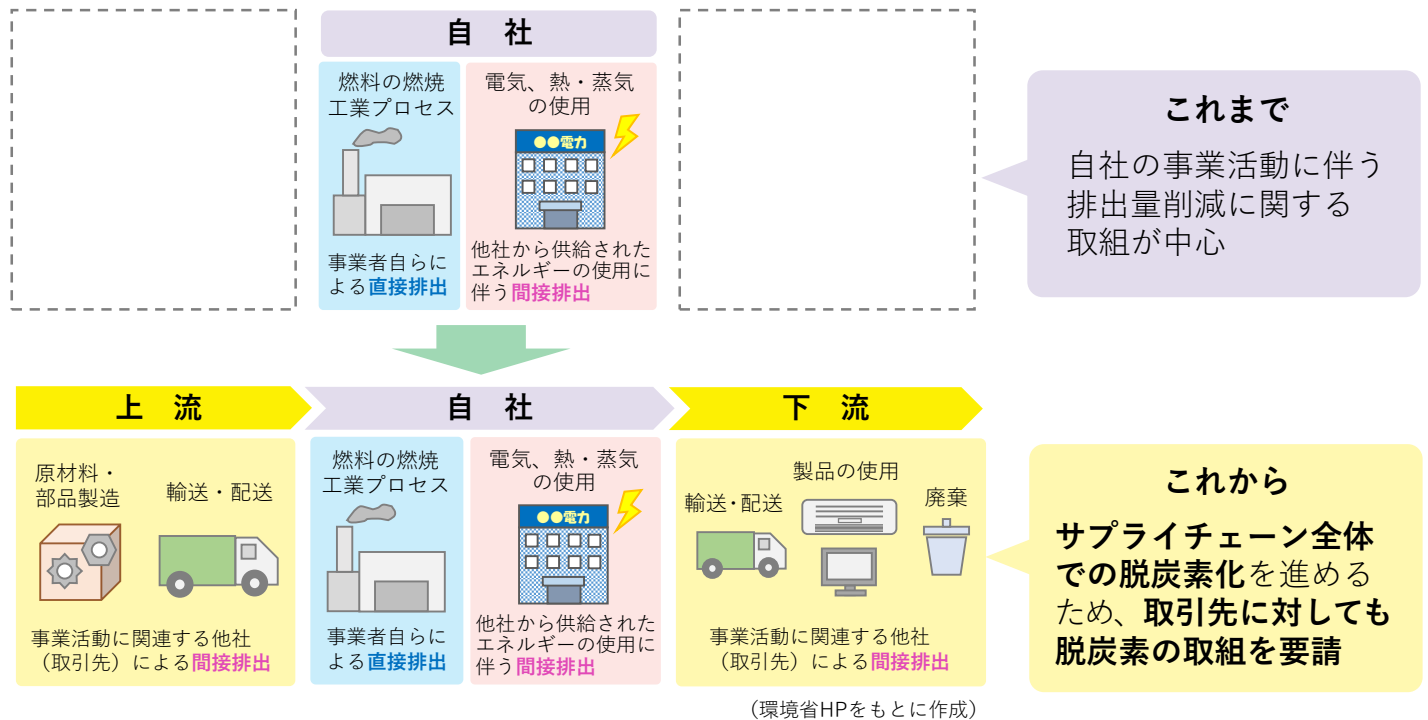 自 社
燃料の燃焼
工業プロセス
事業者自らに
よる直接排出
電気、熱・蒸気
の使用
●●電力
他社から供給された
エネルギーの使用に
伴う間接排出
これまで
自社の事業活動に伴う
排出量削減に関する
取組が中心
上 流
原材料・
部品製造
輸送・配送
事業活動に関連する他社
（取引先）による間接排出
自 社
燃料の燃焼
工業プロセス
事業者自らに
よる直接排出
電気、熱・蒸気
の使用
●●電力
他社から供給された
エネルギーの使用に
伴う間接排出
下 流
輸送・配送
製品の使用
廃棄
事業活動に関連する他社
（取引先）による間接排出
これから
サプライチェーン全体
での脱炭素化を進める
ため、取引先に対しても
脱炭素の取組を要請
（環境省HPをもとに作成）